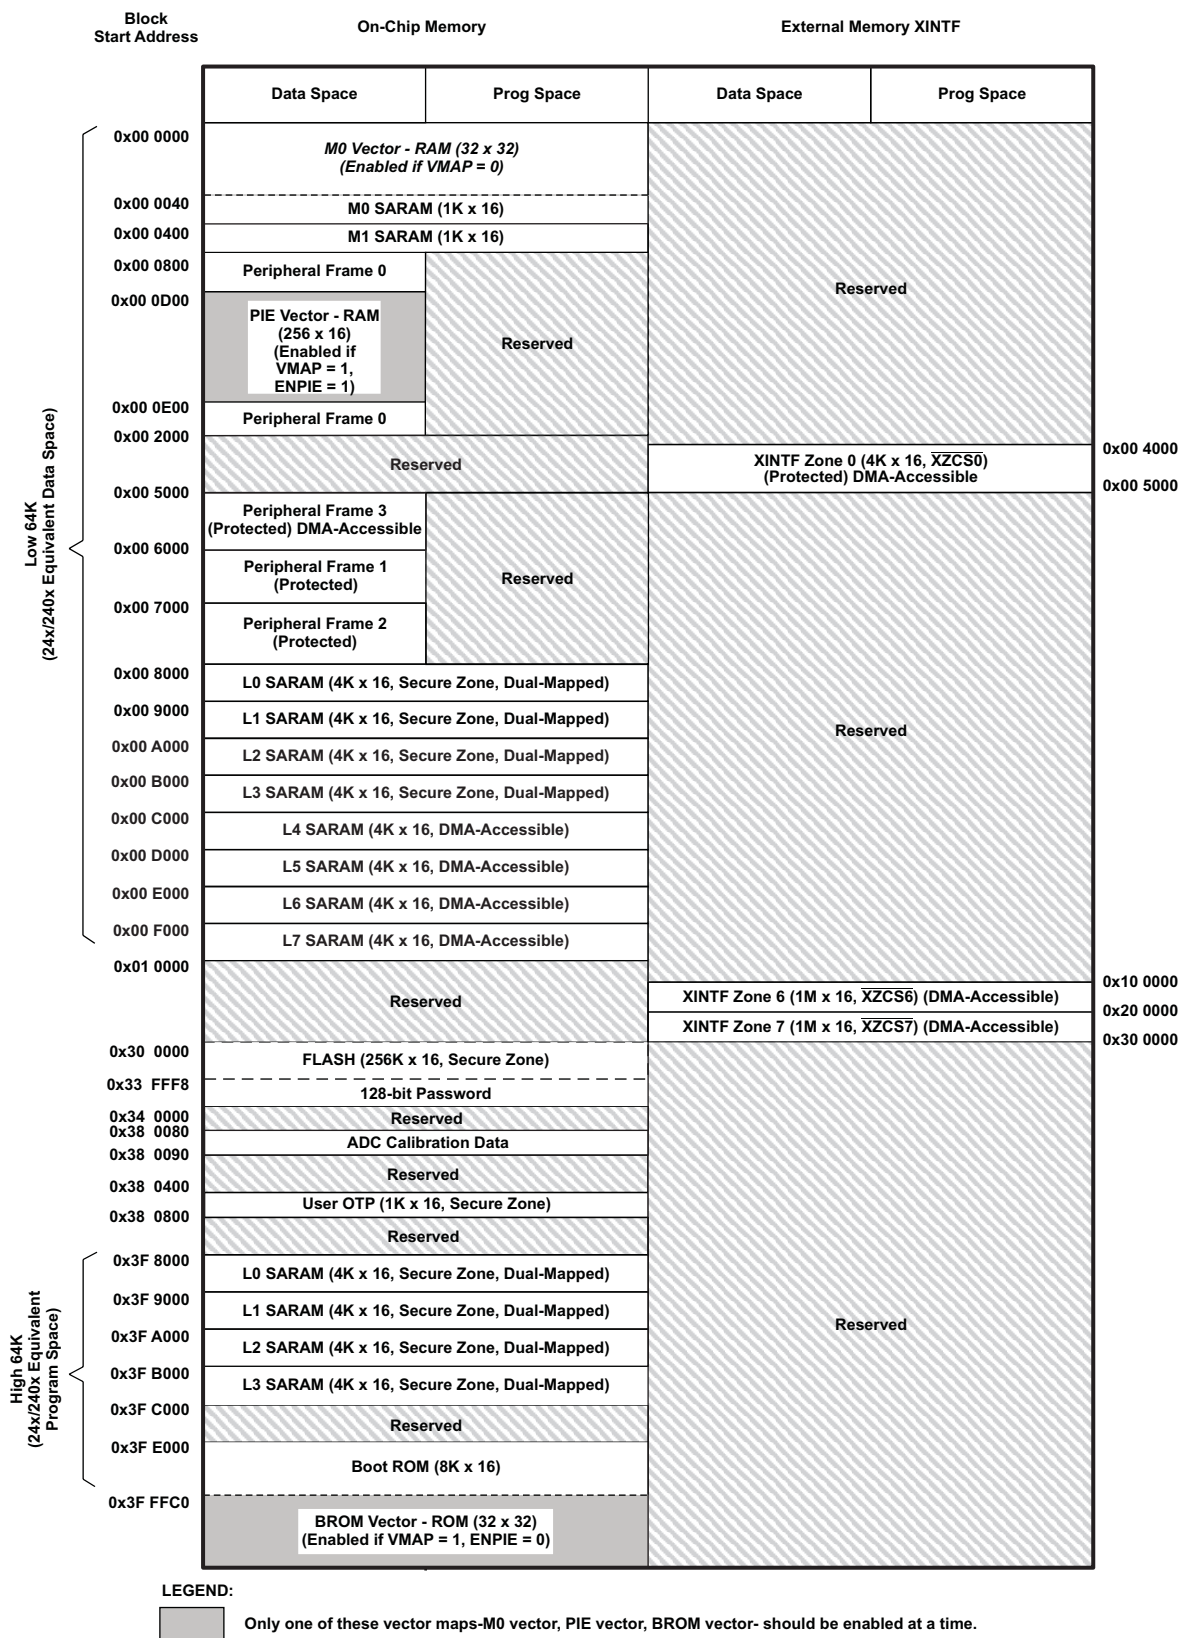 Block
Start Address
On-Chip Memory
External Memory XINTF
Data Space
Prog Space
Data Space
Prog Space
Low 64K
(24x/240x Equivalent Data Space)
0x00 0000
M0 Vector - RAM (32 x 32)
(Enabled if VMAP = 0)
0x00 0040
M0 SARAM (1K x 16)
0x00 0400
M1 SARAM (1K x 16)
0x00 0800
Peripheral Frame 0
Reserved
0x00 0D00
PIE Vector - RAM
(256 x 16)
(Enabled if
VMAP = 1,
ENPIE = 1)
Reserved
0x00 0E00
Peripheral Frame 0
0x00 2000
Reserved
XINTF Zone 0 (4K x 16, XZCS0)
(Protected) DMA-Accessible
0x00 4000
0x00 5000
0x00 5000
Peripheral Frame 3
(Protected) DMA-Accessible
0x00 6000
Peripheral Frame 1
(Protected)
Reserved
0x00 7000
Peripheral Frame 2
(Protected)
0x00 8000
L0 SARAM (4K x 16, Secure Zone, Dual-Mapped)
0x00 9000
L1 SARAM (4K x 16, Secure Zone, Dual-Mapped)
Reserved
0x00 A000
L2 SARAM (4K x 16, Secure Zone, Dual-Mapped)
0x00 B000
L3 SARAM (4K x 16, Secure Zone, Dual-Mapped)
0x00 C000
L4 SARAM (4K x 16, DMA-Accessible)
0x00 D000
L5 SARAM (4K x 16, DMA-Accessible)
0x00 E000
L6 SARAM (4K x 16, DMA-Accessible)
0x00 F000
L7 SARAM (4K x 16, DMA-Accessible)
0x01 0000
Reserved
XINTF Zone 6 (1M x 16, XZCS6) (DMA-Accessible)
0x10 0000
0x20 0000
XINTF Zone 7 (1M x 16, XZCS7) (DMA-Accessible)
0x30 0000
0x30 0000
FLASH (256K x 16, Secure Zone)
0x33 FFF8
128-bit Password
0x34 0000
Reserved
0x38 0080
ADC Calibration Data
0x38 0090
Reserved
0x38 0400
User OTP (1K x 16, Secure Zone)
0x38 0800
Reserved
High 64K
(24x/240x Equivalent
Program Space)
0x3F 8000
L0 SARAM (4K x 16, Secure Zone, Dual-Mapped)
0x3F 9000
L1 SARAM (4K x 16, Secure Zone, Dual-Mapped)
Reserved
0x3F A000
L2 SARAM (4K x 16, Secure Zone, Dual-Mapped)
0x3F B000
L3 SARAM (4K x 16, Secure Zone, Dual-Mapped)
0x3F C000
Reserved
0x3F E000
Boot ROM (8K x 16)
0x3F FFC0
BROM Vector - ROM (32 x 32)
(Enabled if VMAP = 1, ENPIE = 0)
LEGEND:
Only one of these vector maps-M0 vector, PIE vector, BROM vector- should be enabled at a time.